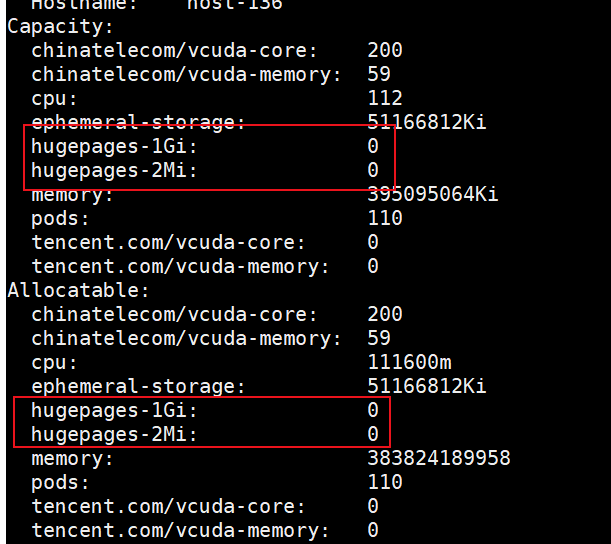 Hostname: host-136
Capacity:
chinatelecom/vcuda-core: 200
chinatelecom/vcuda-memory: 59
cpu: 112
ephemeral-storage: 51166812Ki
hugepages-1Gi: 0
hugepages-2Mi: 0
memory: 395095064Ki
pods: 110
tencent.com/vcuda-core: 0
tencent.com/vcuda-memory: 0
Allocatable:
chinatelecom/vcuda-core: 200
chinatelecom/vcuda-memory: 59
cpu: 111600m
ephemeral-storage: 51166812Ki
hugepages-1Gi: 0
hugepages-2Mi: 0
memory: 383824189958
pods: 110
tencent.com/vcuda-core: 0
tencent.com/vcuda-memory: 0